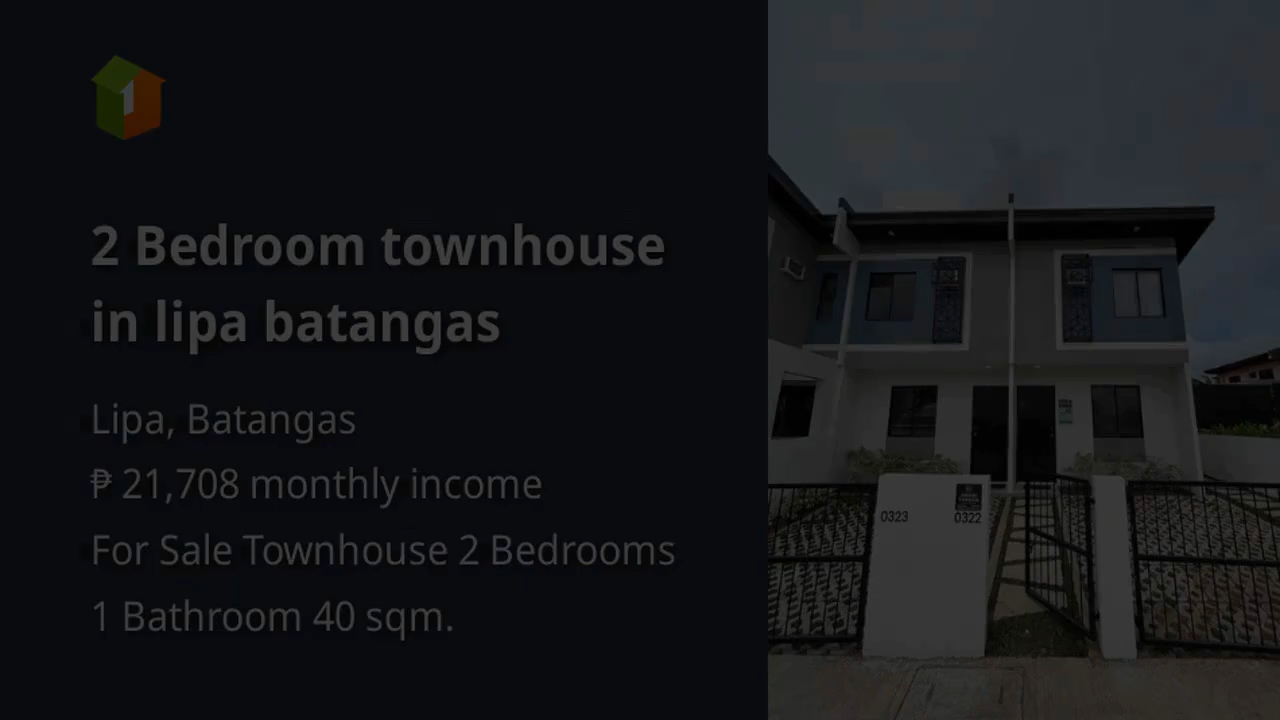 2 Bedroom townhouse
in lipa batangas
Lipa, Batangas
₱ 21,708 monthly income
For Sale Townhouse 2 Bedrooms
1 Bathroom 40 sqm.
0323
0322